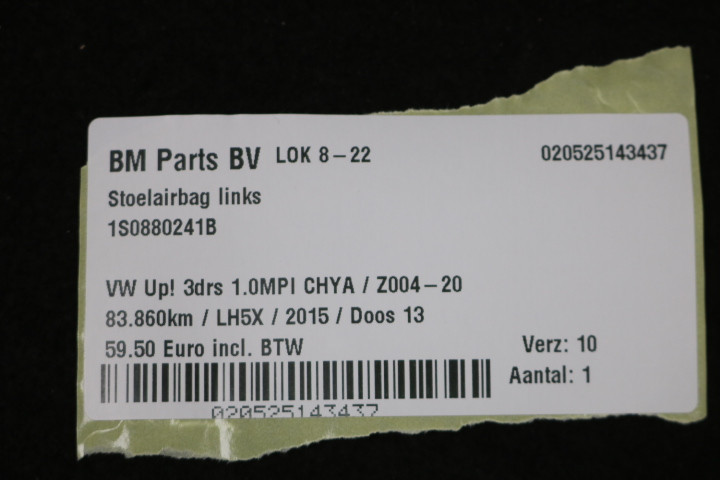 BM Parts BV LOK 8-22 020525143437
Stoelairbag links
1S0880241B
VW Up! 3drs 1.0MPI CHYA / Z004-20
83.860km / LH5X / 2015 / Doos 13
59.50 Euro incl. BTW Verz: 10
Aantal: 1
020525143437